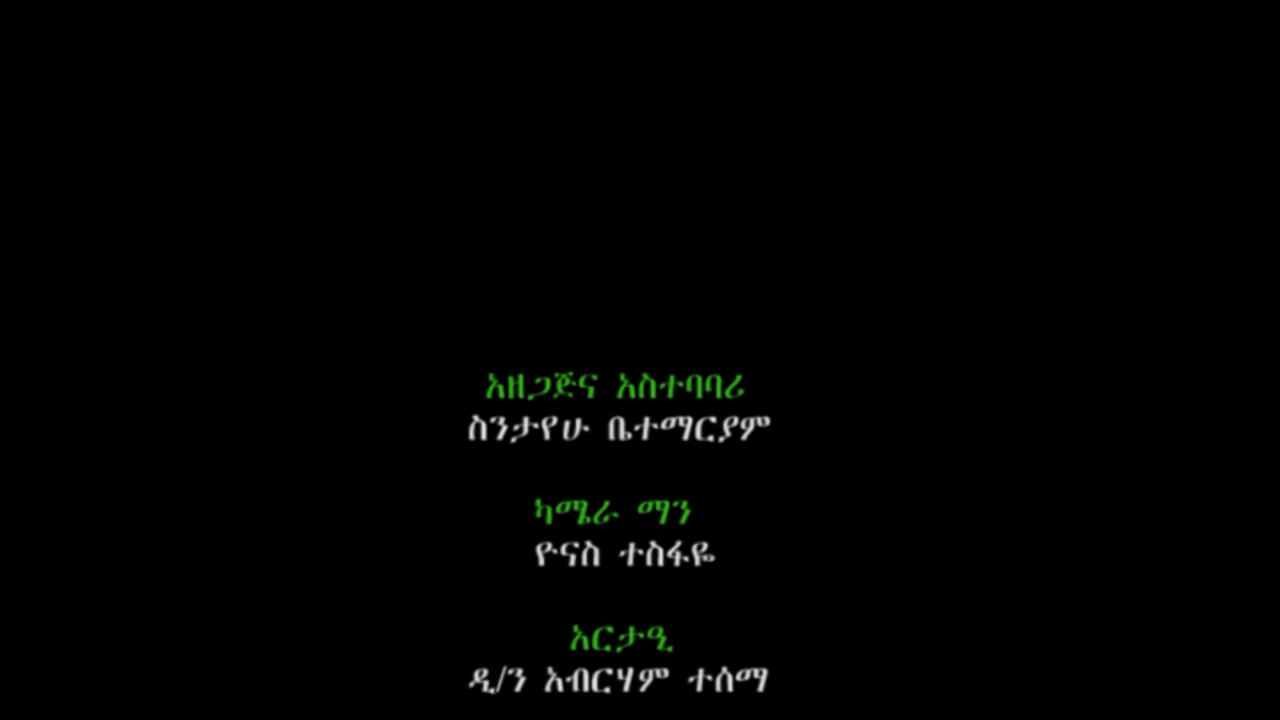 አዘጋጅና አስተባባሪ
ስንታየሁ ቤተማርያም
ካሜራ ማን
ዮናስ ተስፋዬ
አርታዒ
ዲ/ን አብርሃም ተሰማ